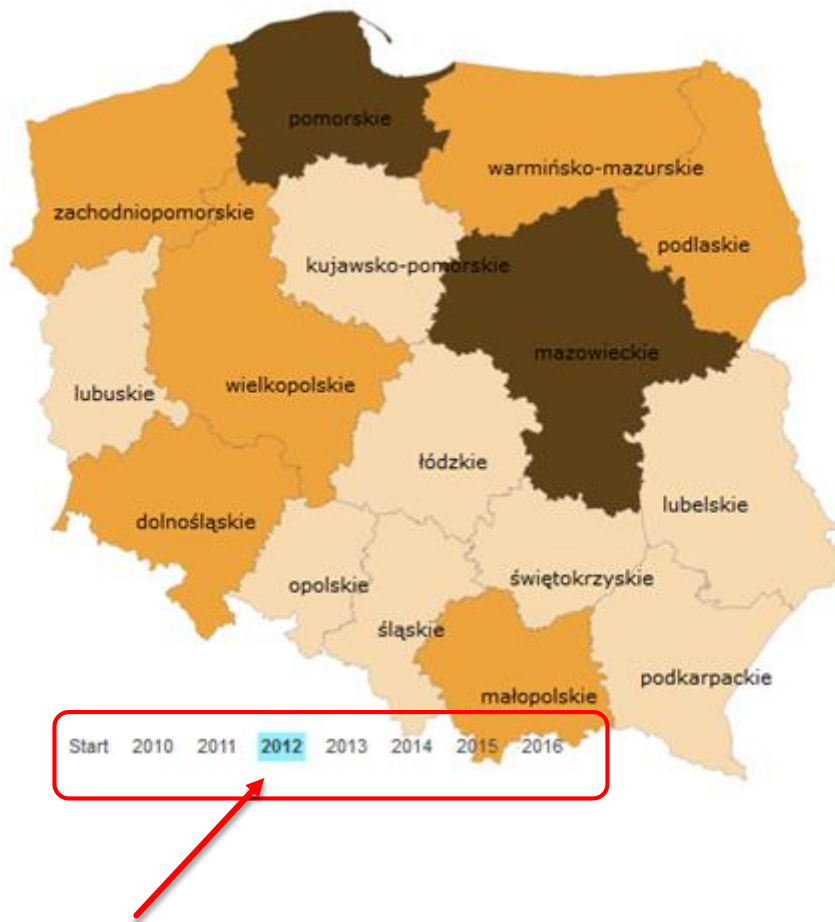 pomorskie
warmińsko-mazurskie
zachodniopomorskie
podlaskie
kujawsko-pomorskie
mazowieckie
wielkopolskie
lubuskie
łódzkie
lubelskie
dolnośląskie
świętokrzyskie
opolskie
śląskie
podkarpackie
małopolskie
Start 2010 2011 2012 2013 2014 2015 2016